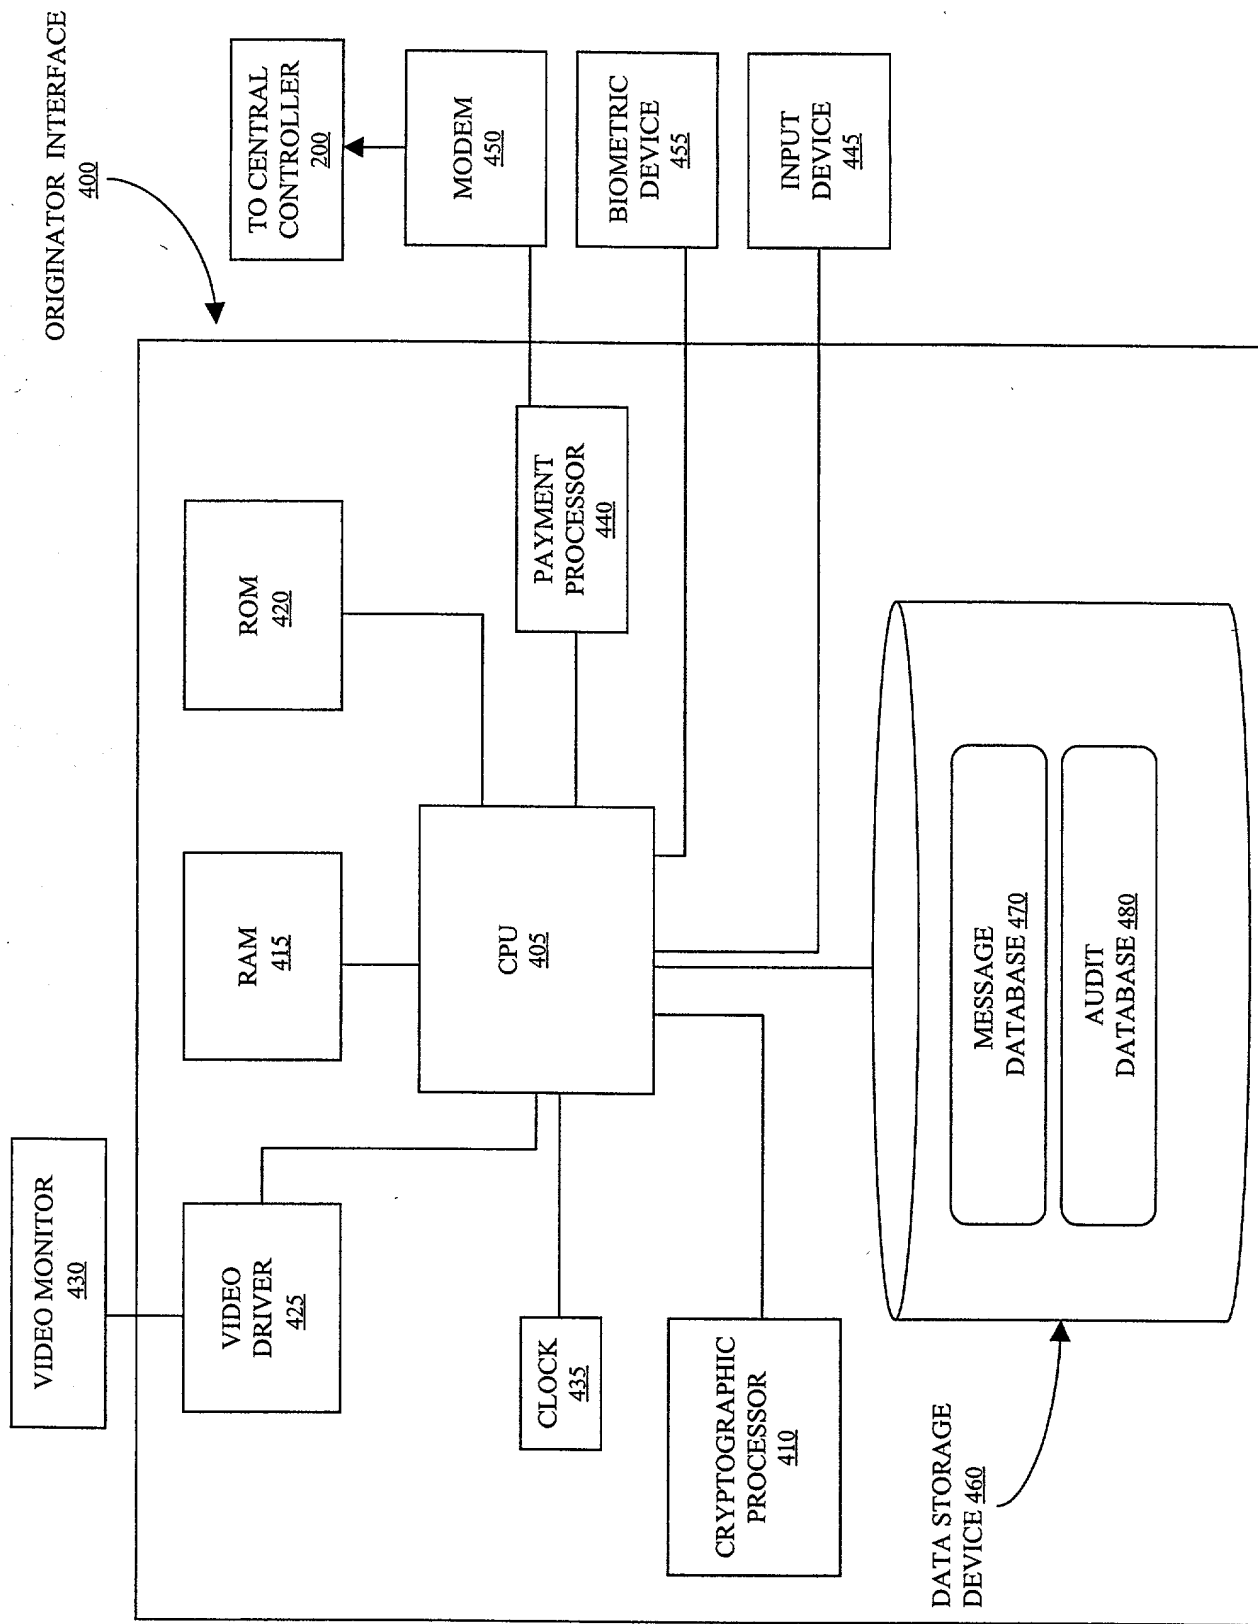 ORIGINATOR INTERFACE
400
TO CENTRAL
CONTROLLER
200
MODEM
450
BIOMETRIC
DEVICE
455
INPUT
DEVICE
445
PAYMENT
PROCESSOR
440
ROM
420
RAM
415
CPU
405
VIDEO MONITOR
430
VIDEO
DRIVER
425
CLOCK
435
CRYPTOGRAPHIC
PROCESSOR
410
MESSAGE
DATABASE 470
AUDIT
DATABASE 480
DATA STORAGE
DEVICE 460